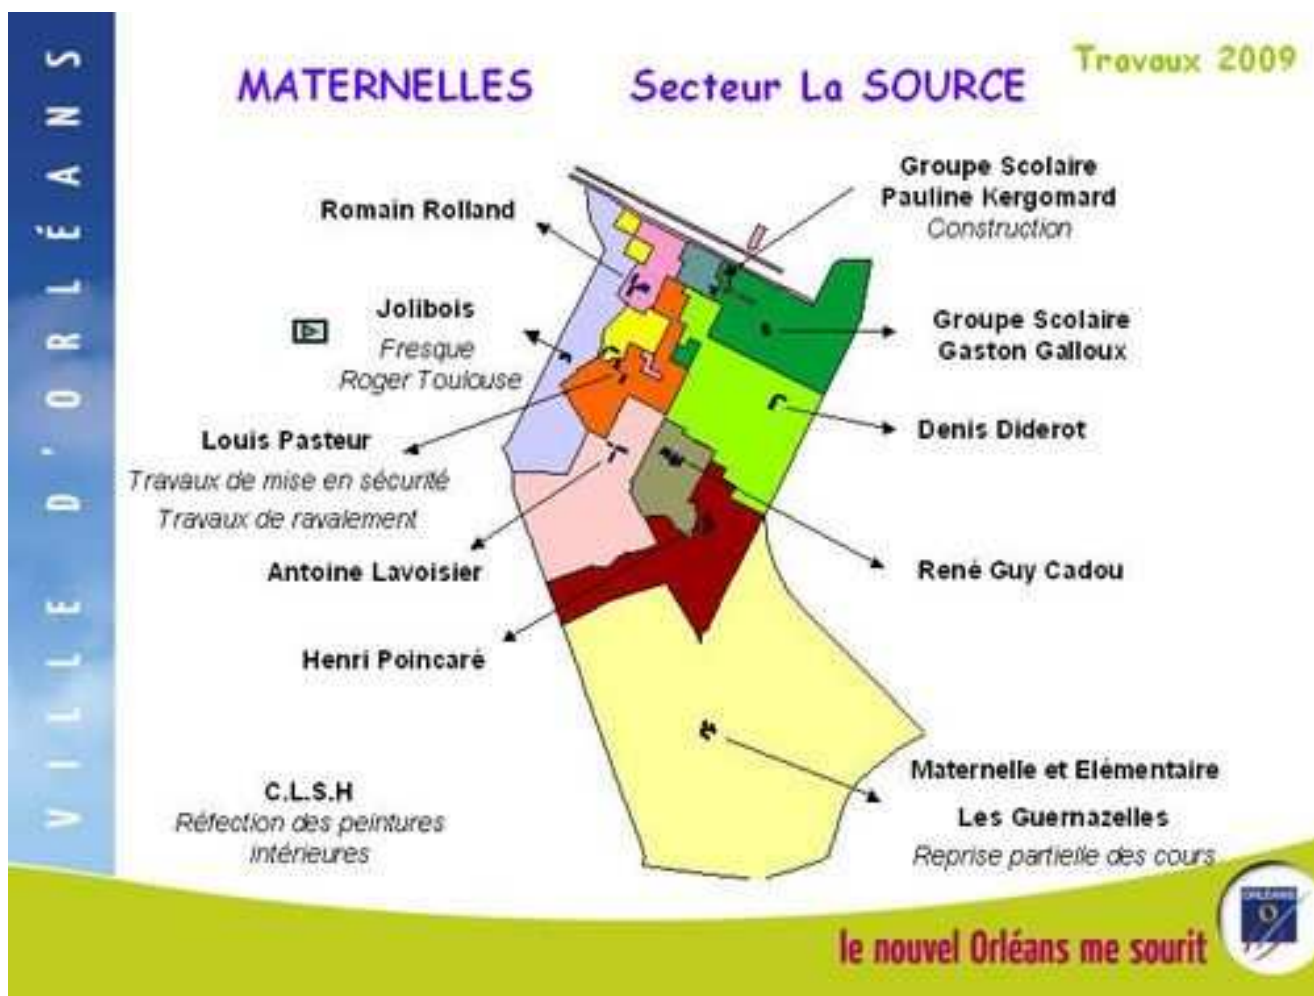 VILLE D'ORLÉANS
MATERNELLES Secteur La SOURCE
Travaux 2009
Groupe Scolaire
Pauline Kergomard
Construction
Romain Rolland
Jolibois
Fresque
Roger Toulouse
Groupe Scolaire
Gaston Galloux
Louis Pasteur
Travaux de mise en sécurité
Travaux de ravalement
Denis Diderot
Antoine Lavoisier
René Guy Cadou
Henri Poincaré
C.L.S.H
Réfection des peintures
intérieures
Maternelle et Elémentaire
Les Guernazelles
Reprise partielle des cours
le nouvel Orléans me sourit
ORLÉANS